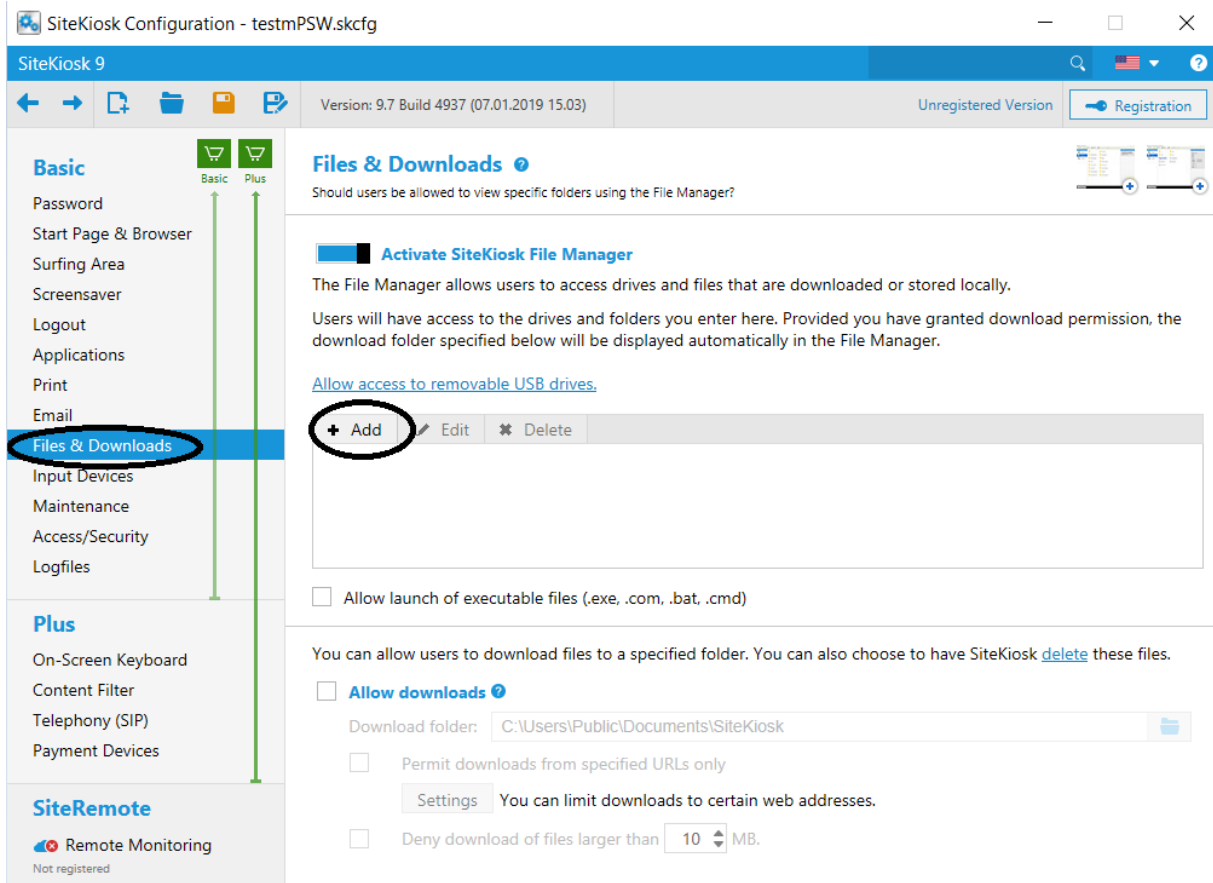 SiteKiosk Configuration - testmPSW.skcfg
SiteKiosk 9
Version: 9.7 Build 4937 (07.01.2019 15.03)
Unregistered Version
Registration
Basic
Basic
Plus
Password
Start Page & Browser
Surfing Area
Screensaver
Logout
Applications
Print
Email
Files & Downloads
Input Devices
Maintenance
Access/Security
Logfiles
Plus
On-Screen Keyboard
Content Filter
Telephony (SIP)
Payment Devices
SiteRemote
Remote Monitoring
Not registered
Files & Downloads
Should users be allowed to view specific folders using the File Manager?
Activate SiteKiosk File Manager
The File Manager allows users to access drives and files that are downloaded or stored locally.
Users will have access to the drives and folders you enter here. Provided you have granted download permission, the
download folder specified below will be displayed automatically in the File Manager.
Allow access to removable USB drives.
Add Edit Delete
Allow launch of executable files (.exe, .com, .bat, .cmd)
You can allow users to download files to a specified folder. You can also choose to have SiteKiosk delete these files.
Allow downloads
Download folder: C:\Users\Public\Documents\SiteKiosk
Permit downloads from specified URLs only
Settings You can limit downloads to certain web addresses.
Deny download of files larger than 10 MB.